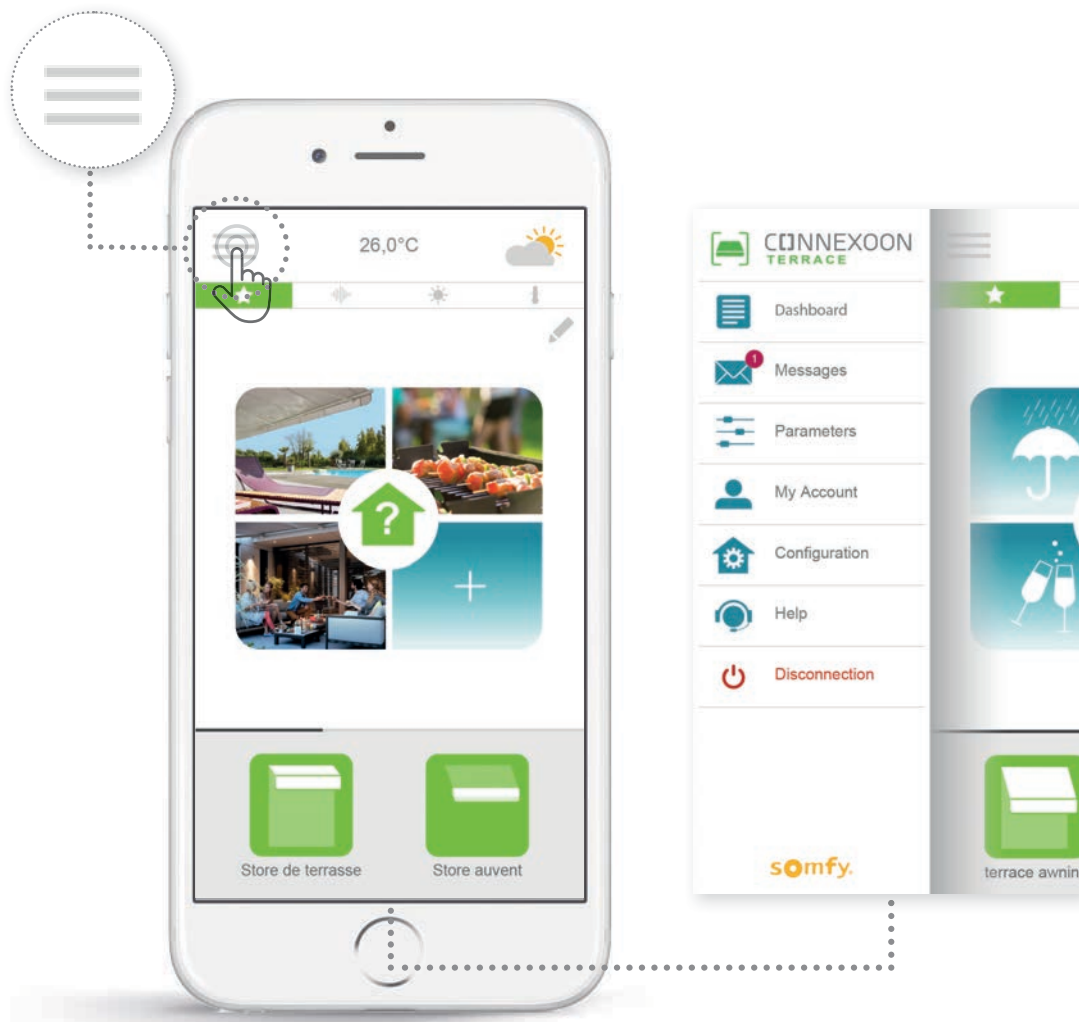 26,0°C
?
+
Store de terrasse
Store auvent
CONNEXOON
TERRACE
Dashboard
1
Messages
Parameters
My Account
Configuration
Help
Disconnection
somfy.
terrace awnin